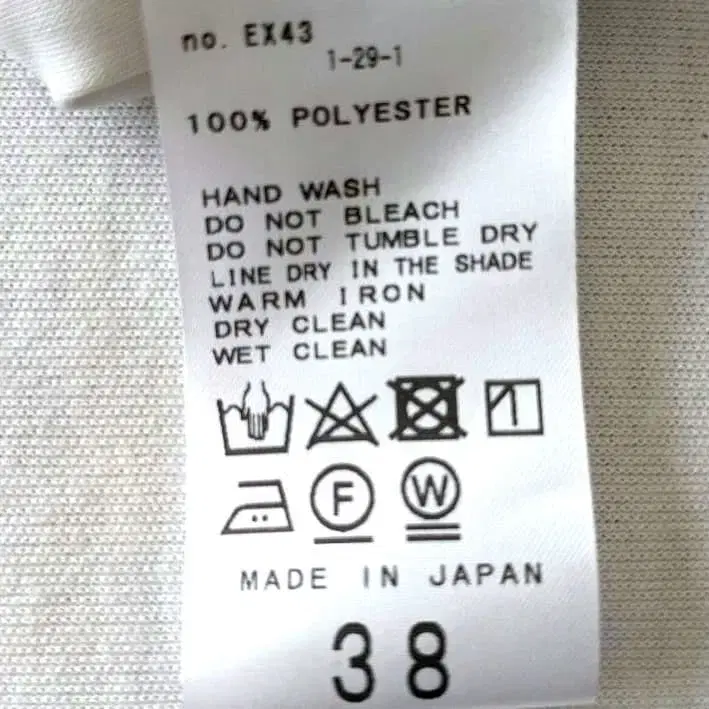 no. EX43
1-29-1
100% POLYESTER
HAND WASH
DO NOT BLEACH
DO NOT TUMBLE DRY
LINE DRY IN THE SHADE
WARM IRON
DRY CLEAN
WET CLEAN
F W
MADE IN JAPAN
38